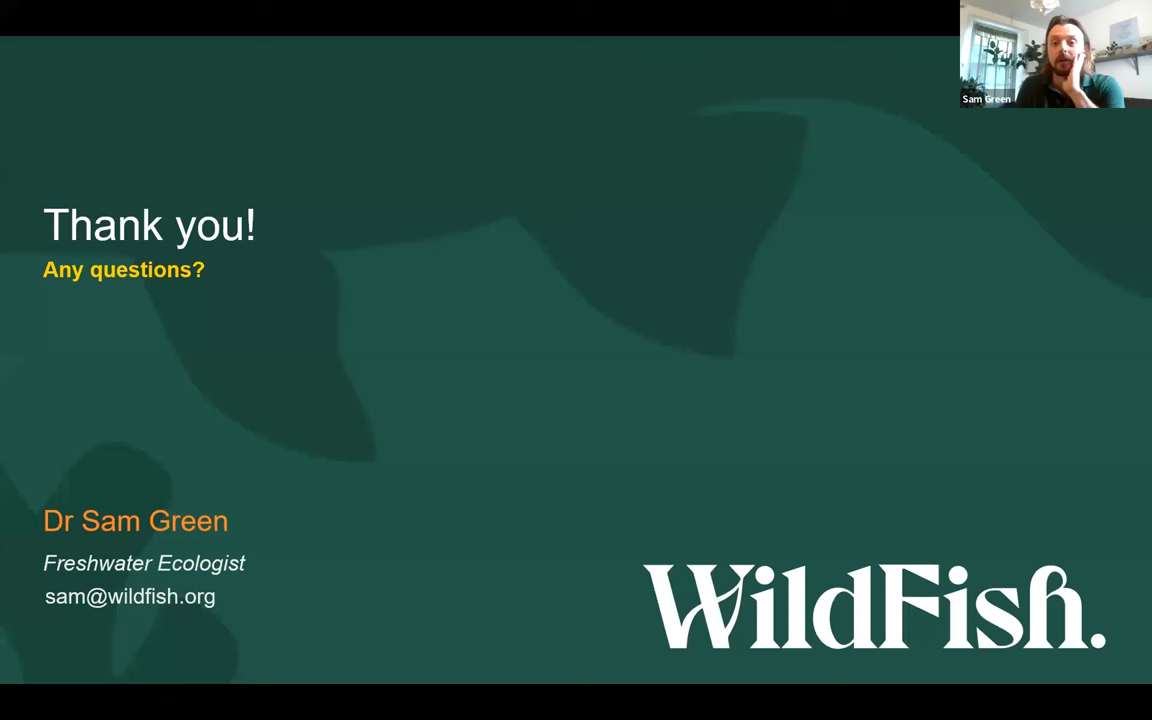 Sam Green
Thank you!
Any questions?
Dr Sam Green
Freshwater Ecologist
sam@wildfish.org
WildFish.